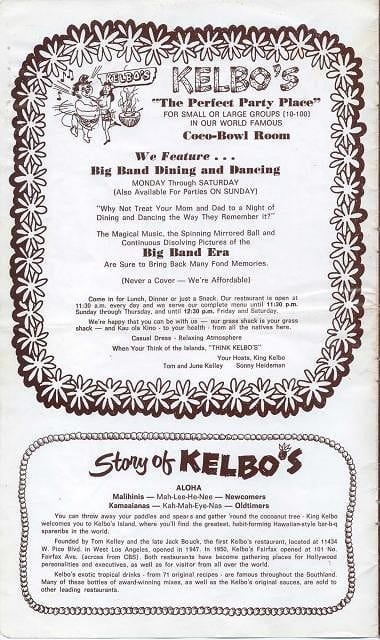 KELBO'S
KELBO'S
"The Perfect Party Place"
FOR SMALL OR LARGE GROUPS (10-100)
IN OUR WORLD FAMOUS
Coco-Bowl Room
We Feature . . .
Big Band Dining and Dancing
MONDAY Through SATURDAY
(Also Available For Parties ON SUNDAY)
"Why Not Treat Your Mom and Dad to a Night of
Dining and Dancing the Way They Remember it?"
The Magical Music, the Spinning Mirrored Ball and
Continuous Disolving Pictures of the
Big Band Era
Are Sure to Bring Back Many Fond Memories.
(Never a Cover — We're Affordable)
Come in for Lunch, Dinner or just a Snack. Our restaurant is open at
11:30 a.m. every day and we serve our complete menu until 11:30 p.m.
Sunday through Thursday, and until 12:30 p.m. Friday and Saturday.
We're happy that you can be with us — our grass shack is your grass
shack — and Kau ola Kino - to your health - from all the natives here.
Casual Dress - Relaxing Atmosphere
When Your Think of the Islands, "THINK KELBO'S"
Your Hosts, King Kelbo
Tom and June Kelley Sonny Heideman
Story of KELBO'S
ALOHA
Malihinis — Mah-Lee-He-Nee — Newcomers
Kamaaianas — Kah-Mah-Eye-Nas — Oldtimers
You can throw away your paddles and spears and gather 'round the cocoanut tree - King Kelbo
welcomes you to Kelbo's Island, where you'll find the greatest, habit-forming Hawaiian-style bar-b-q
spareribs in the world.
Founded by Tom Kelley and the late Jack Bouck, the first Kelbo's restaurant, located at 11434
W. Pico Blvd. in West Los Angeles, opened in 1947. In 1950, Kelbo's Fairfax opened at 101 No.
Fairfax Ave. (across from CBS). Both restaurants have become gathering places for Hollywood
personalities and executives, as well as for visitor from all over the world.
Kelbo's exotic tropical drinks - from 71 original recipes - are famous throughout the Southland.
Many of these bottles of award-winning mixes, as well as the Kelbo's original sauces, are sold to
other leading restaurants.